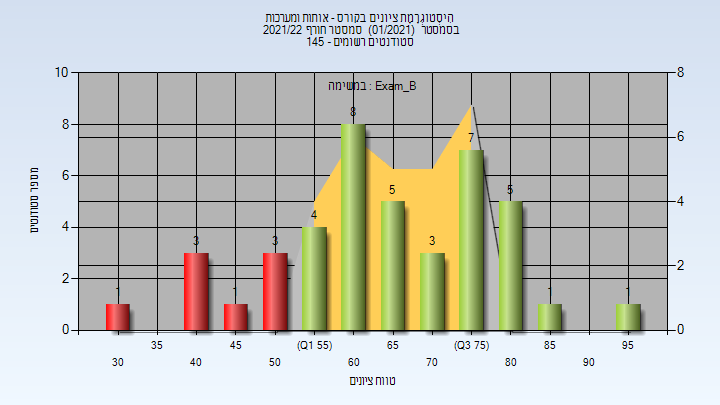 היסטוגרמת ציונים בקורס - אותות ומערכות
בסמסטר (01/2021) סמסטר חורף 2021/22
סטודנטים רשומים - 145
במשימה : Exam_B
10 8
8 6
6 4
4 2
2 0
0
מספר סטודנטים
1 3 1 3 4 8 5 3 7 5 1 1
35 45 (Q1 55) 65 (Q3 75) 85 95
30 40 50 60 70 80 90
טווח ציונים